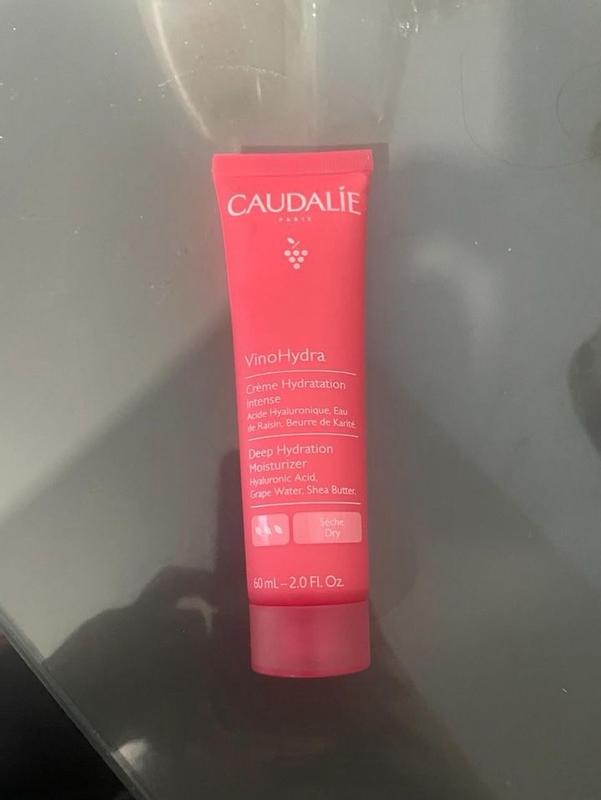 CAUDALÍE
PARIS
VinoHydra
Crème Hydratation
Intense
Acide Hyaluronique, Eau
de Raisin, Beurre de Karité.
Deep Hydration
Moisturizer
Hyaluronic Acid,
Grape Water, Shea Butter.
Sèche
Dry
60 mL – 2.0 Fl. Oz.